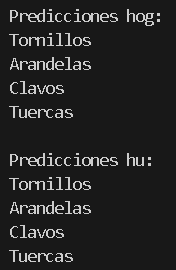 Predicciones hog:
Tornillos
Arandelas
Clavos
Tuercas

Predicciones hu:
Tornillos
Arandelas
Clavos
Tuercas